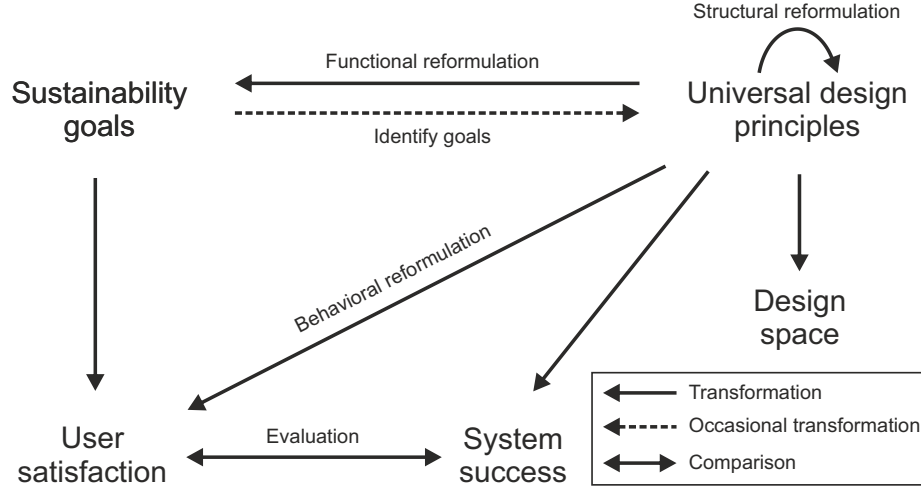 Structural reformulation
Functional reformulation
Sustainability
goals
Universal design
principles
Identify goals
Behavioral reformulation
Design
space
User
satisfaction
Evaluation
System
success
Transformation
Occasional transformation
Comparison